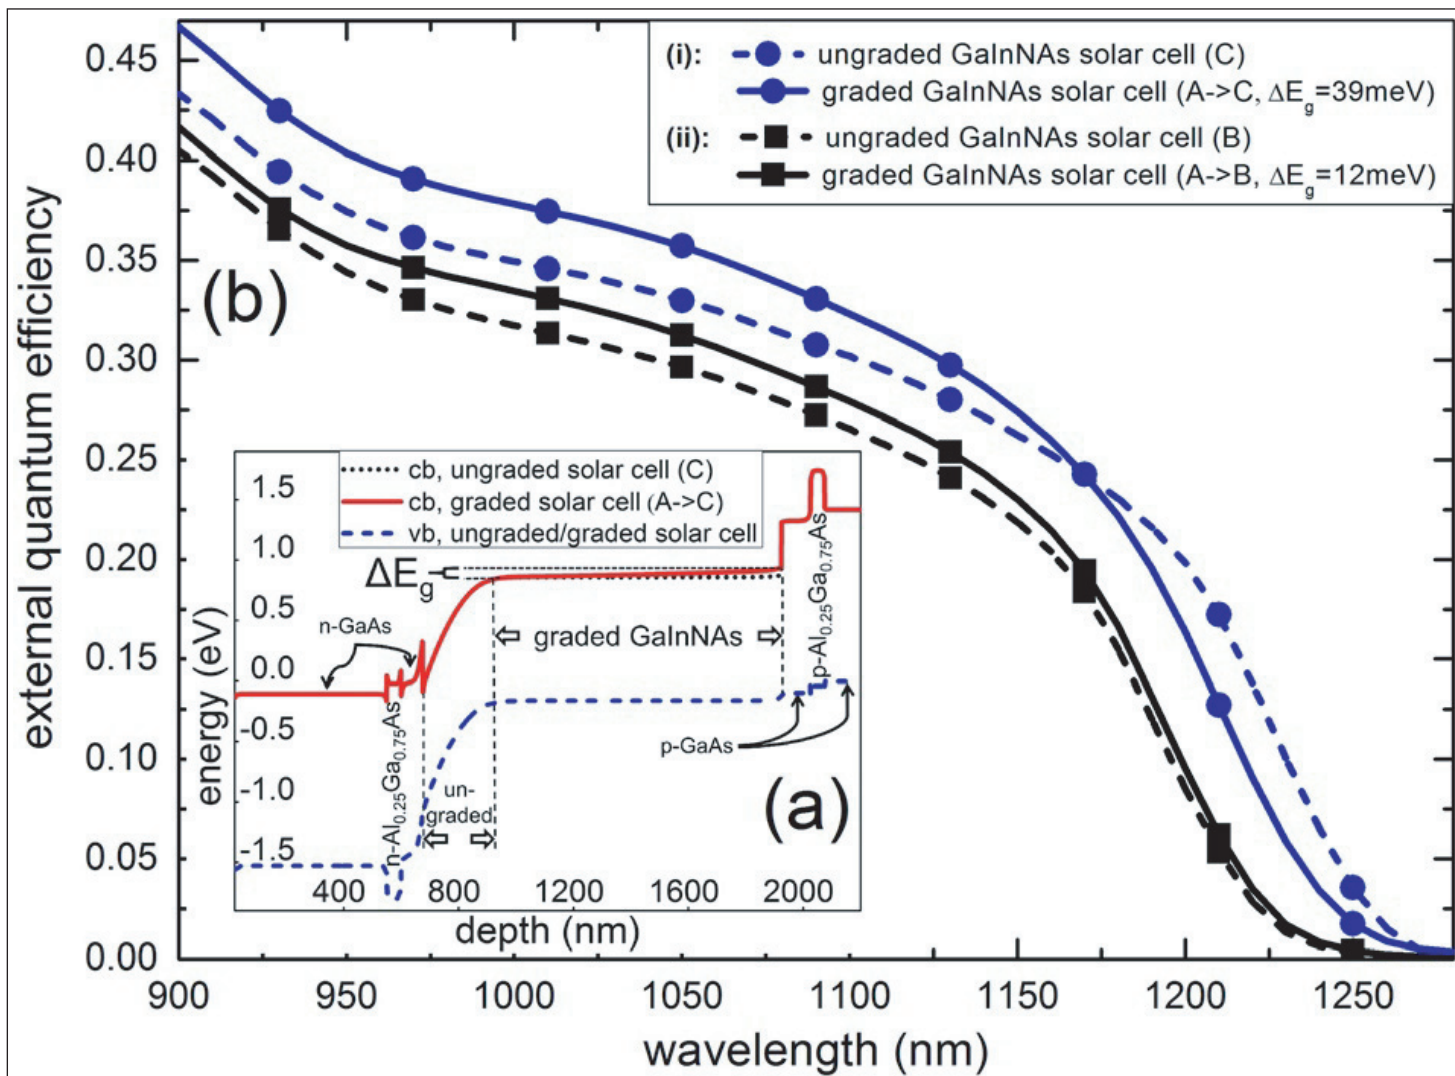 (i): ungraded GaInNAs solar cell (C)
graded GaInNAs solar cell (A->C, ΔEg=39meV)
(ii): ungraded GaInNAs solar cell (B)
graded GaInNAs solar cell (A->B, ΔEg=12meV)
external quantum efficiency
0.45
0.40
0.35
0.30
0.25
0.20
0.15
0.10
0.05
0.00
(b)
cb, ungraded solar cell (C)
cb, graded solar cell (A->C)
vb, ungraded/graded solar cell
energy (eV)
1.5
1.0
0.5
0.0
-0.5
-1.0
-1.5
ΔEg
n-GaAs
graded GaInNAs
n-Al0.25Ga0.75As
p-Al0.25Ga0.75As
p-GaAs
un-
graded
(a)
400 800 1200 1600 2000
depth (nm)
900 950 1000 1050 1100 1150 1200 1250
wavelength (nm)